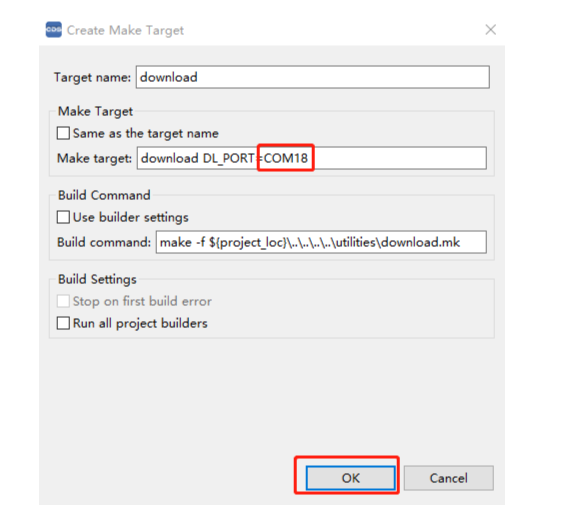 CDS Create Make Target
Target name: download
Make Target
Same as the target name
Make target: download DL_PORT=COM18
Build Command
Use builder settings
Build command: make -f ${project_loc}\..\..\..\..\utilities\download.mk
Build Settings
Stop on first build error
Run all project builders
OK Cancel